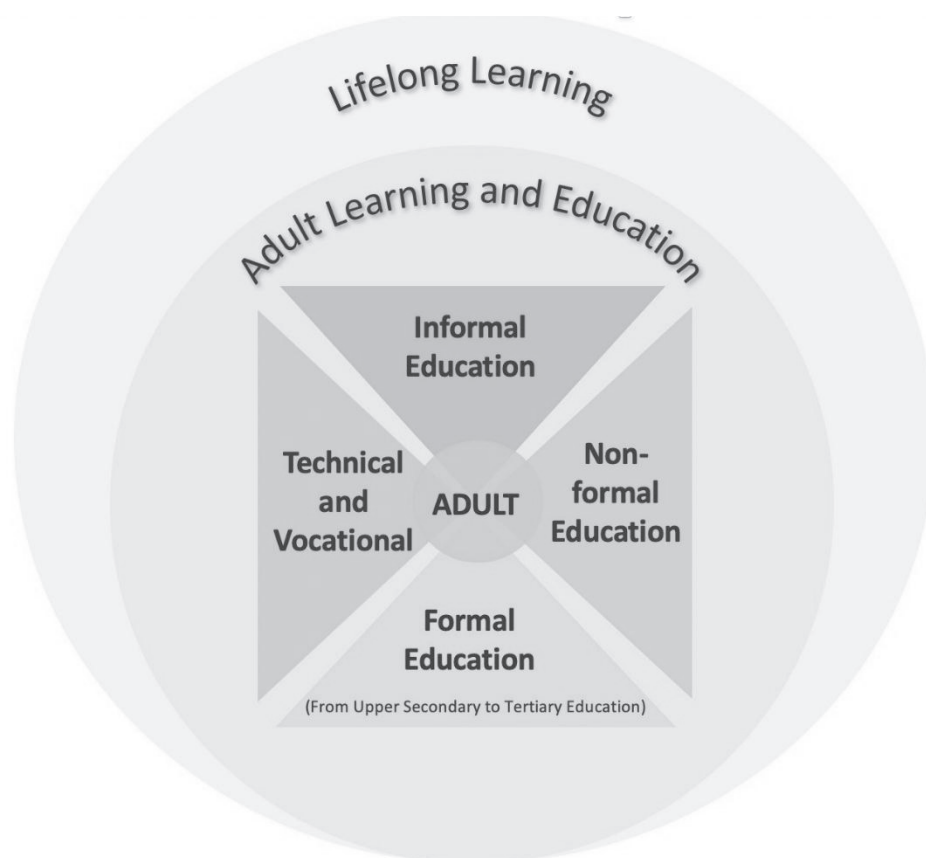 Lifelong Learning
Adult Learning and Education
Informal
Education
Technical
and
Vocational
ADULT
Non-
formal
Education
Formal
Education
(From Upper Secondary to Tertiary Education)